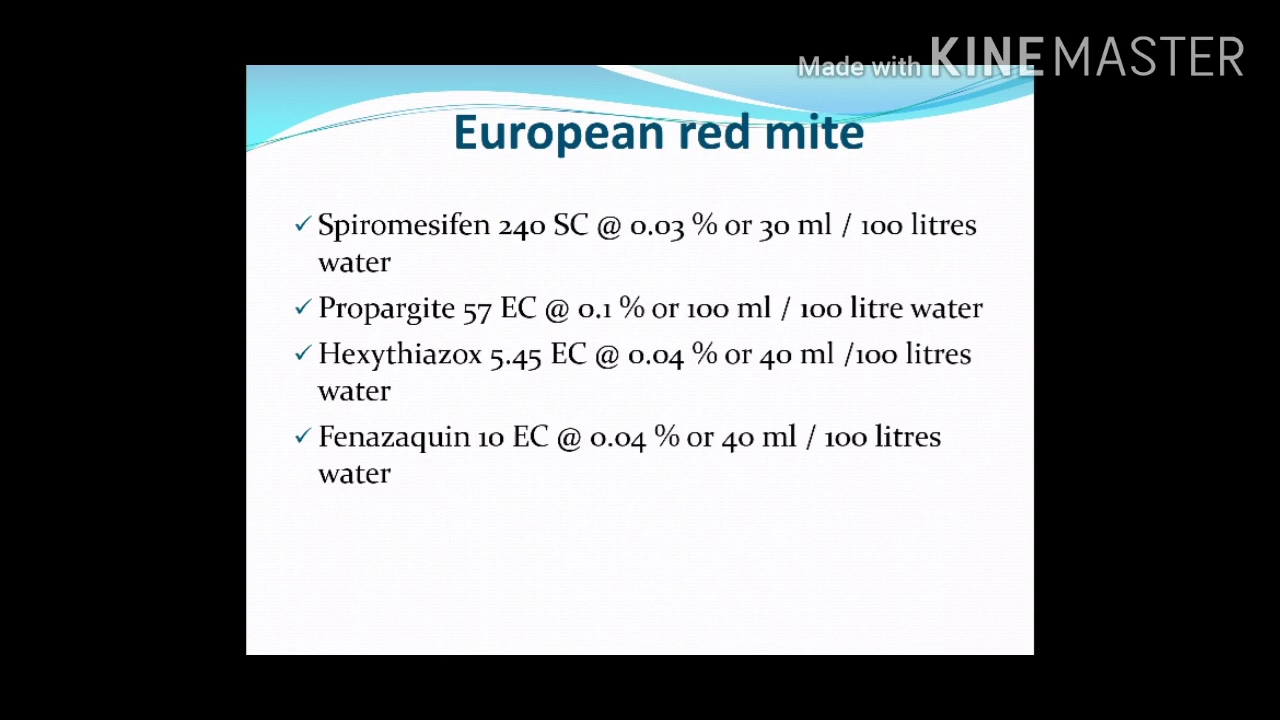 Made with KINEMASTER
European red mite
✓ Spiromesifen 240 SC @ 0.03 % or 30 ml / 100 litres
water
✓ Propargite 57 EC @ 0.1 % or 100 ml / 100 litre water
✓ Hexythiazox 5.45 EC @ 0.04 % or 40 ml /100 litres
water
✓ Fenazaquin 10 EC @ 0.04 % or 40 ml / 100 litres
water